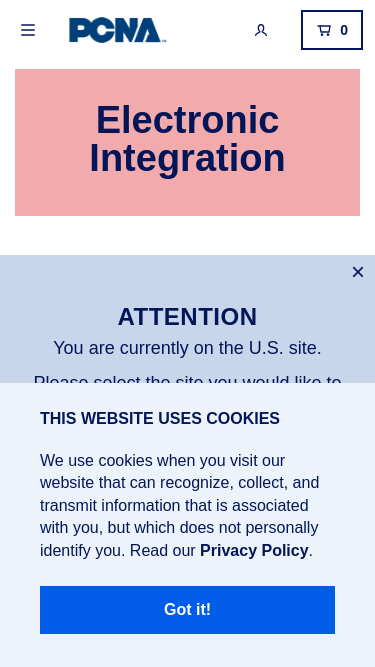 PCNA
0
Electronic
Integration
×
ATTENTION
You are currently on the U.S. site.
Please select the site you would like to
THIS WEBSITE USES COOKIES
We use cookies when you visit our
website that can recognize, collect, and
transmit information that is associated
with you, but which does not personally
identify you. Read our Privacy Policy.
Got it!